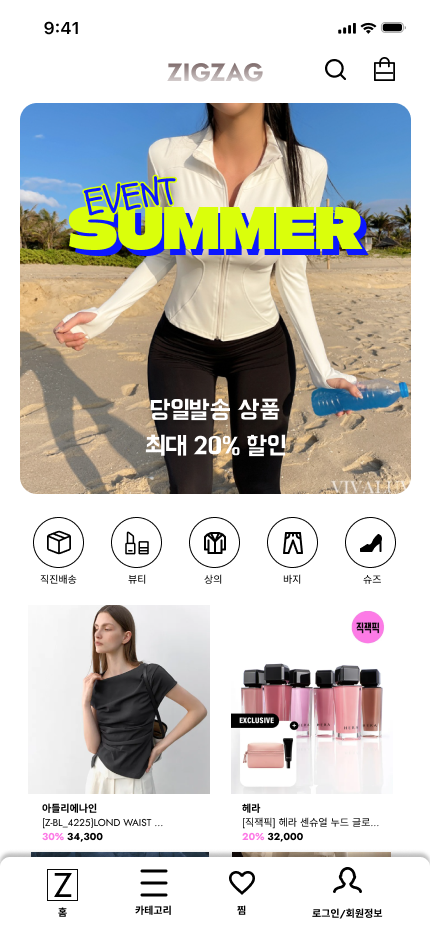 9:41
ZIGZAG
EVENT
SUMMER
당일발송 상품
최대 20% 할인
직진배송
뷰티
상의
바지
슈즈
직잭픽
EXCLUSIVE
HERA
아틀리에나인
[Z-BL_4225]LOND WAIST ...
30% 34,300
헤라
[직잭픽] 헤라 센슈얼 누드 글로...
20% 32,000
Z
홈
카테고리
찜
로그인/회원정보